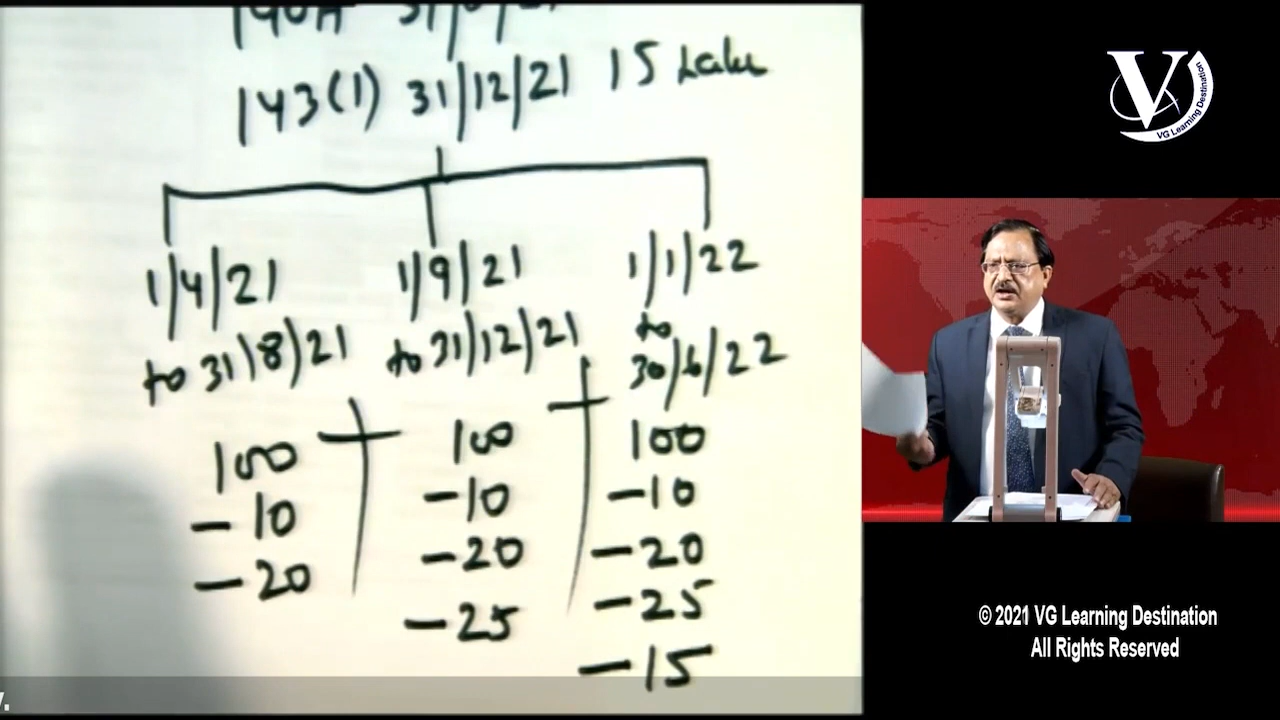 143(1) 31/12/21 15 Lakh
1/4/21
to 31/8/21
100
-10
-20
1/9/21
to 31/12/21
100
-10
-20
-25
1/1/22
to
30/6/22
100
-10
-20
-25
-15
V
VG Learning Destination
© 2021 VG Learning Destination
All Rights Reserved